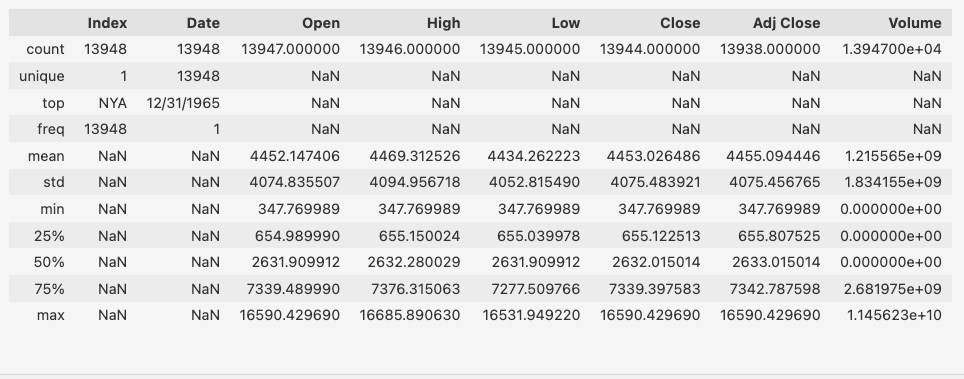 Index Date Open High Low Close Adj Close Volume
count 13948 13948 13947.000000 13946.000000 13945.000000 13944.000000 13938.000000 1.394700e+04
unique 1 13948 NaN NaN NaN NaN NaN NaN
top NYA 12/31/1965 NaN NaN NaN NaN NaN NaN
freq 13948 1 NaN NaN NaN NaN NaN NaN
mean NaN NaN 4452.147406 4469.312526 4434.262223 4453.026486 4455.094446 1.215565e+09
std NaN NaN 4074.835507 4094.956718 4052.815490 4075.483921 4075.456765 1.834155e+09
min NaN NaN 347.769989 347.769989 347.769989 347.769989 347.769989 0.000000e+00
25% NaN NaN 654.989990 655.150024 655.039978 655.122513 655.807525 0.000000e+00
50% NaN NaN 2631.909912 2632.280029 2631.909912 2632.015014 2633.015014 0.000000e+00
75% NaN NaN 7339.489990 7376.315063 7277.509766 7339.397583 7342.787598 2.681975e+09
max NaN NaN 16590.429690 16685.890630 16531.949220 16590.429690 16590.429690 1.145623e+10